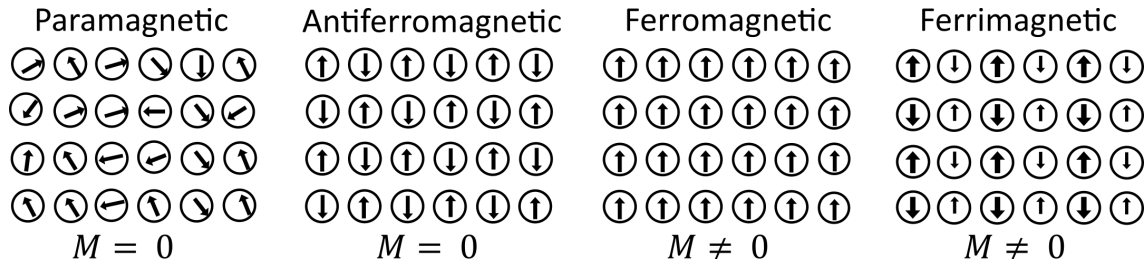 Paramagnetic Antiferromagnetic Ferromagnetic Ferrimagnetic
M = 0 M = 0 M ≠ 0 M ≠ 0